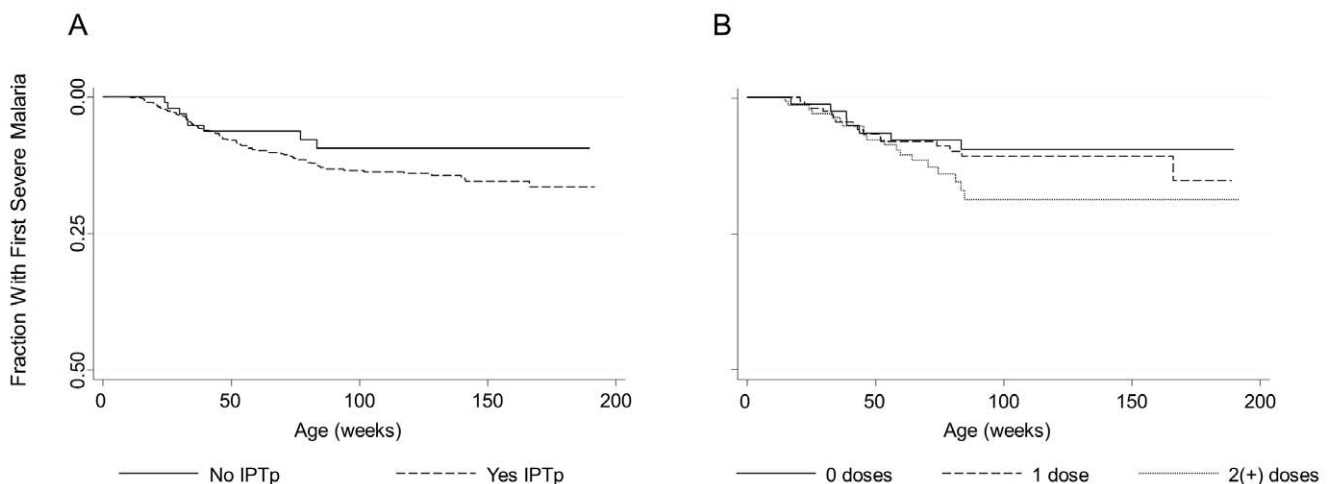 A
B
Fraction With First Severe Malaria
0.00
0.25
0.50
0 50 100 150 200
0 50 100 150 200
Age (weeks)
Age (weeks)
No IPTp Yes IPTp
0 doses 1 dose 2(+) doses